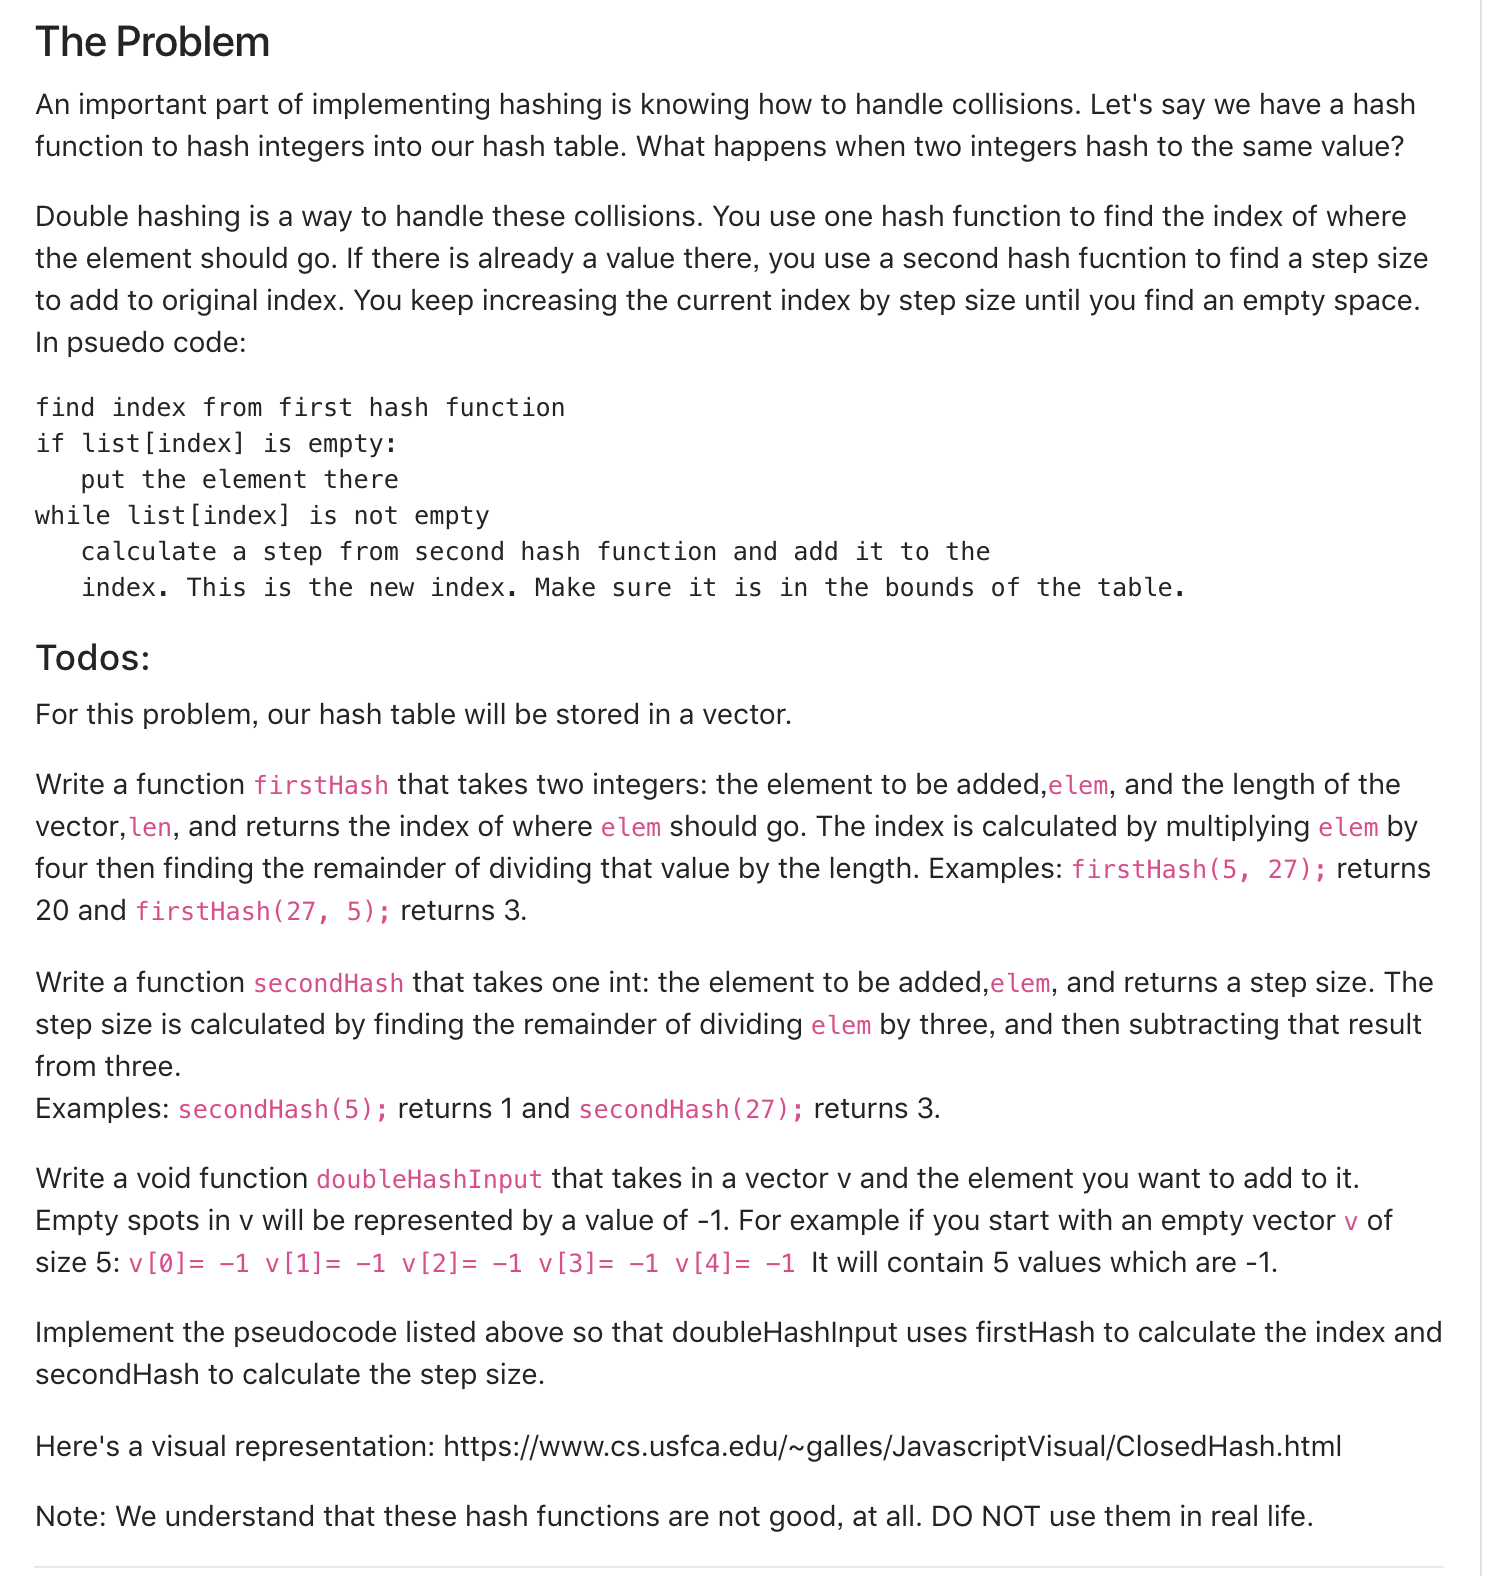 The Problem
An important part of implementing hashing is knowing how to handle collisions. Let's say we have a hash
function to hash integers into our hash table. What happens when two integers hash to the same value?
Double hashing is a way to handle these collisions. You use one hash function to find the index of where
the element should go. If there is already a value there, you use a second hash fucntion to find a step size
to add to original index. You keep increasing the current index by step size until you find an empty space.
In psuedo code:
find index from first hash function
if list[index] is empty:
   put the element there
while list[index] is not empty
   calculate a step from second hash function and add it to the
   index. This is the new index. Make sure it is in the bounds of the table.
Todos:
For this problem, our hash table will be stored in a vector.
Write a function firstHash that takes two integers: the element to be added,elem, and the length of the
vector,len, and returns the index of where elem should go. The index is calculated by multiplying elem by
four then finding the remainder of dividing that value by the length. Examples: firstHash(5, 27); returns
20 and firstHash(27, 5); returns 3.
Write a function secondHash that takes one int: the element to be added,elem, and returns a step size. The
step size is calculated by finding the remainder of dividing elem by three, and then subtracting that result
from three.
Examples: secondHash(5); returns 1 and secondHash(27); returns 3.
Write a void function doubleHashInput that takes in a vector v and the element you want to add to it.
Empty spots in v will be represented by a value of -1. For example if you start with an empty vector v of
size 5: v[0]= -1 v[1]= -1 v[2]= -1 v[3]= -1 v[4]= -1 It will contain 5 values which are -1.
Implement the pseudocode listed above so that doubleHashInput uses firstHash to calculate the index and
secondHash to calculate the step size.
Here's a visual representation: https://www.cs.usfca.edu/~galles/JavascriptVisual/ClosedHash.html
Note: We understand that these hash functions are not good, at all. DO NOT use them in real life.